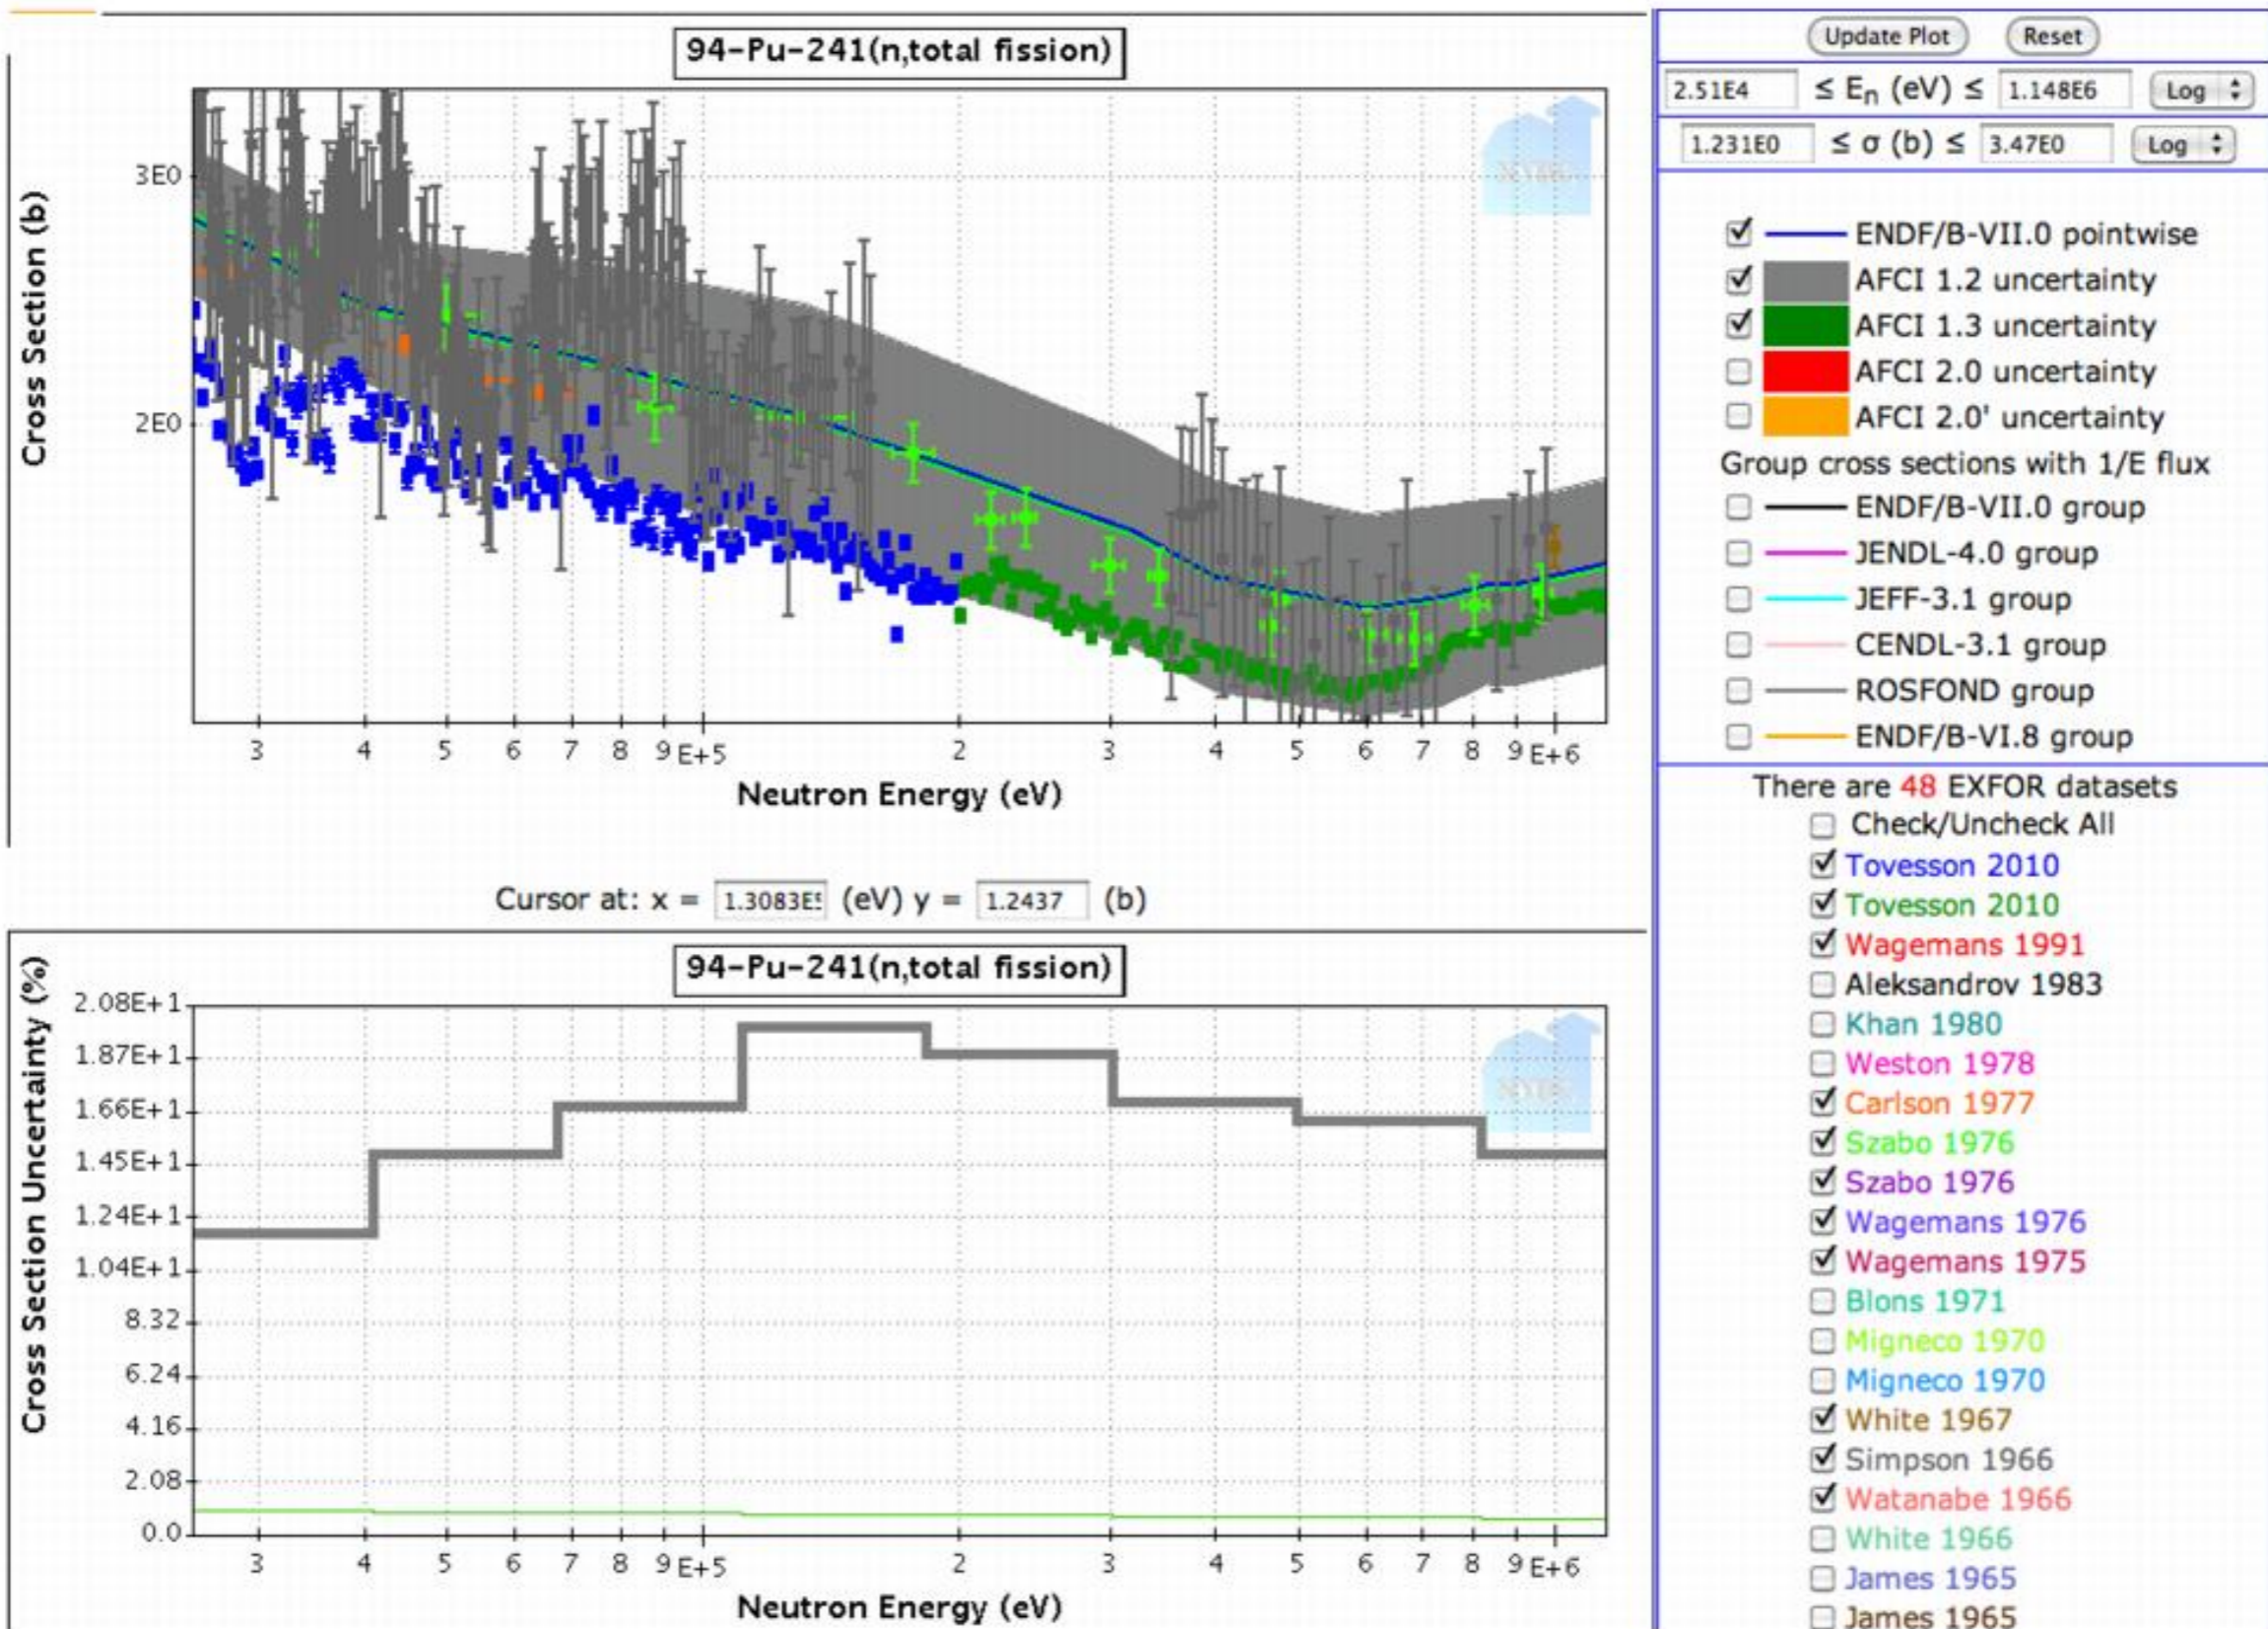 94-Pu-241(n,total fission)
Cross Section (b)
3E0
2E0
3 4 5 6 7 8 9 E+5 2 3 4 5 6 7 8 9 E+6
Neutron Energy (eV)
Cursor at: x = 1.3083E (eV) y = 1.2437 (b)
94-Pu-241(n,total fission)
Cross Section Uncertainty (%)
2.08E+1
1.87E+1
1.66E+1
1.45E+1
1.24E+1
1.04E+1
8.32
6.24
4.16
2.08
0.0
3 4 5 6 7 8 9 E+5 2 3 4 5 6 7 8 9 E+6
Neutron Energy (eV)
Update Plot Reset
2.51E4 ≤ En (eV) ≤ 1.148E6 Log
1.231E0 ≤ σ (b) ≤ 3.47E0 Log
ENDF/B-VII.0 pointwise
AFCI 1.2 uncertainty
AFCI 1.3 uncertainty
AFCI 2.0 uncertainty
AFCI 2.0' uncertainty
Group cross sections with 1/E flux
ENDF/B-VII.0 group
JENDL-4.0 group
JEFF-3.1 group
CENDL-3.1 group
ROSFOND group
ENDF/B-VI.8 group
There are 48 EXFOR datasets
Check/Uncheck All
Tovesson 2010
Tovesson 2010
Wagemans 1991
Aleksandrov 1983
Khan 1980
Weston 1978
Carlson 1977
Szabo 1976
Szabo 1976
Wagemans 1976
Wagemans 1975
Blons 1971
Migneco 1970
Migneco 1970
White 1967
Simpson 1966
Watanabe 1966
White 1966
James 1965
James 1965